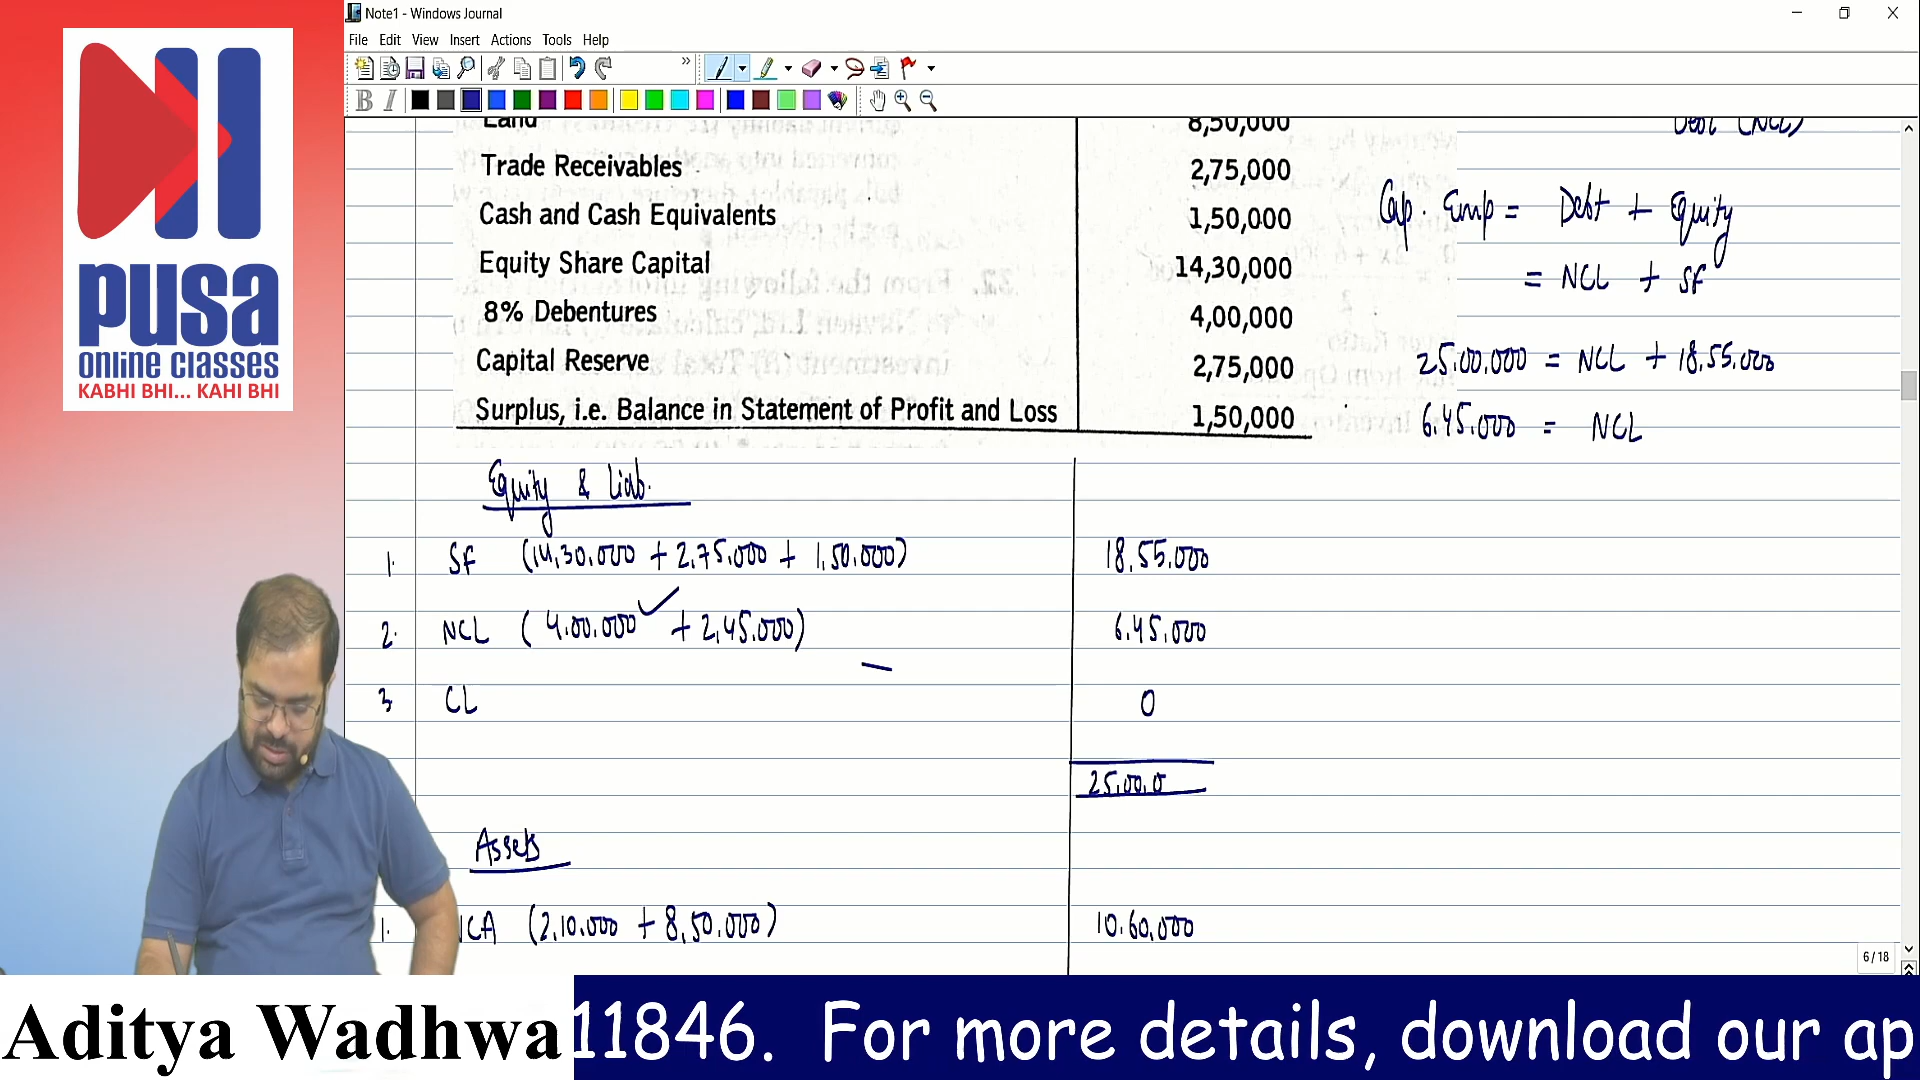 Note1 - Windows Journal
File Edit View Insert Actions Tools Help
Land 8,50,000
Debt (NCL)
Trade Receivables 2,75,000
Cash and Cash Equivalents 1,50,000
Equity Share Capital 14,30,000
8% Debentures 4,00,000
Capital Reserve 2,75,000
Surplus, i.e. Balance in Statement of Profit and Loss 1,50,000
Cap. Emp = Debt + Equity
= NCL + SF
25.00.000 = NCL + 18.55.000
6.45.000 = NCL
Equity & Liab.
1. SF (14,30.000 + 2.75.000 + 1,50.000) 18,55.000
2. NCL (4.00.000 + 2,45.000) 6.45.000
3 CL 0
25.00.0
Assets
1. NCA (2,10.000 + 8,50.000) 10.60,000
6 / 18
PUSA
online classes
KABHI BHI... KAHI BHI
Aditya Wadhwa
11846. For more details, download our ap